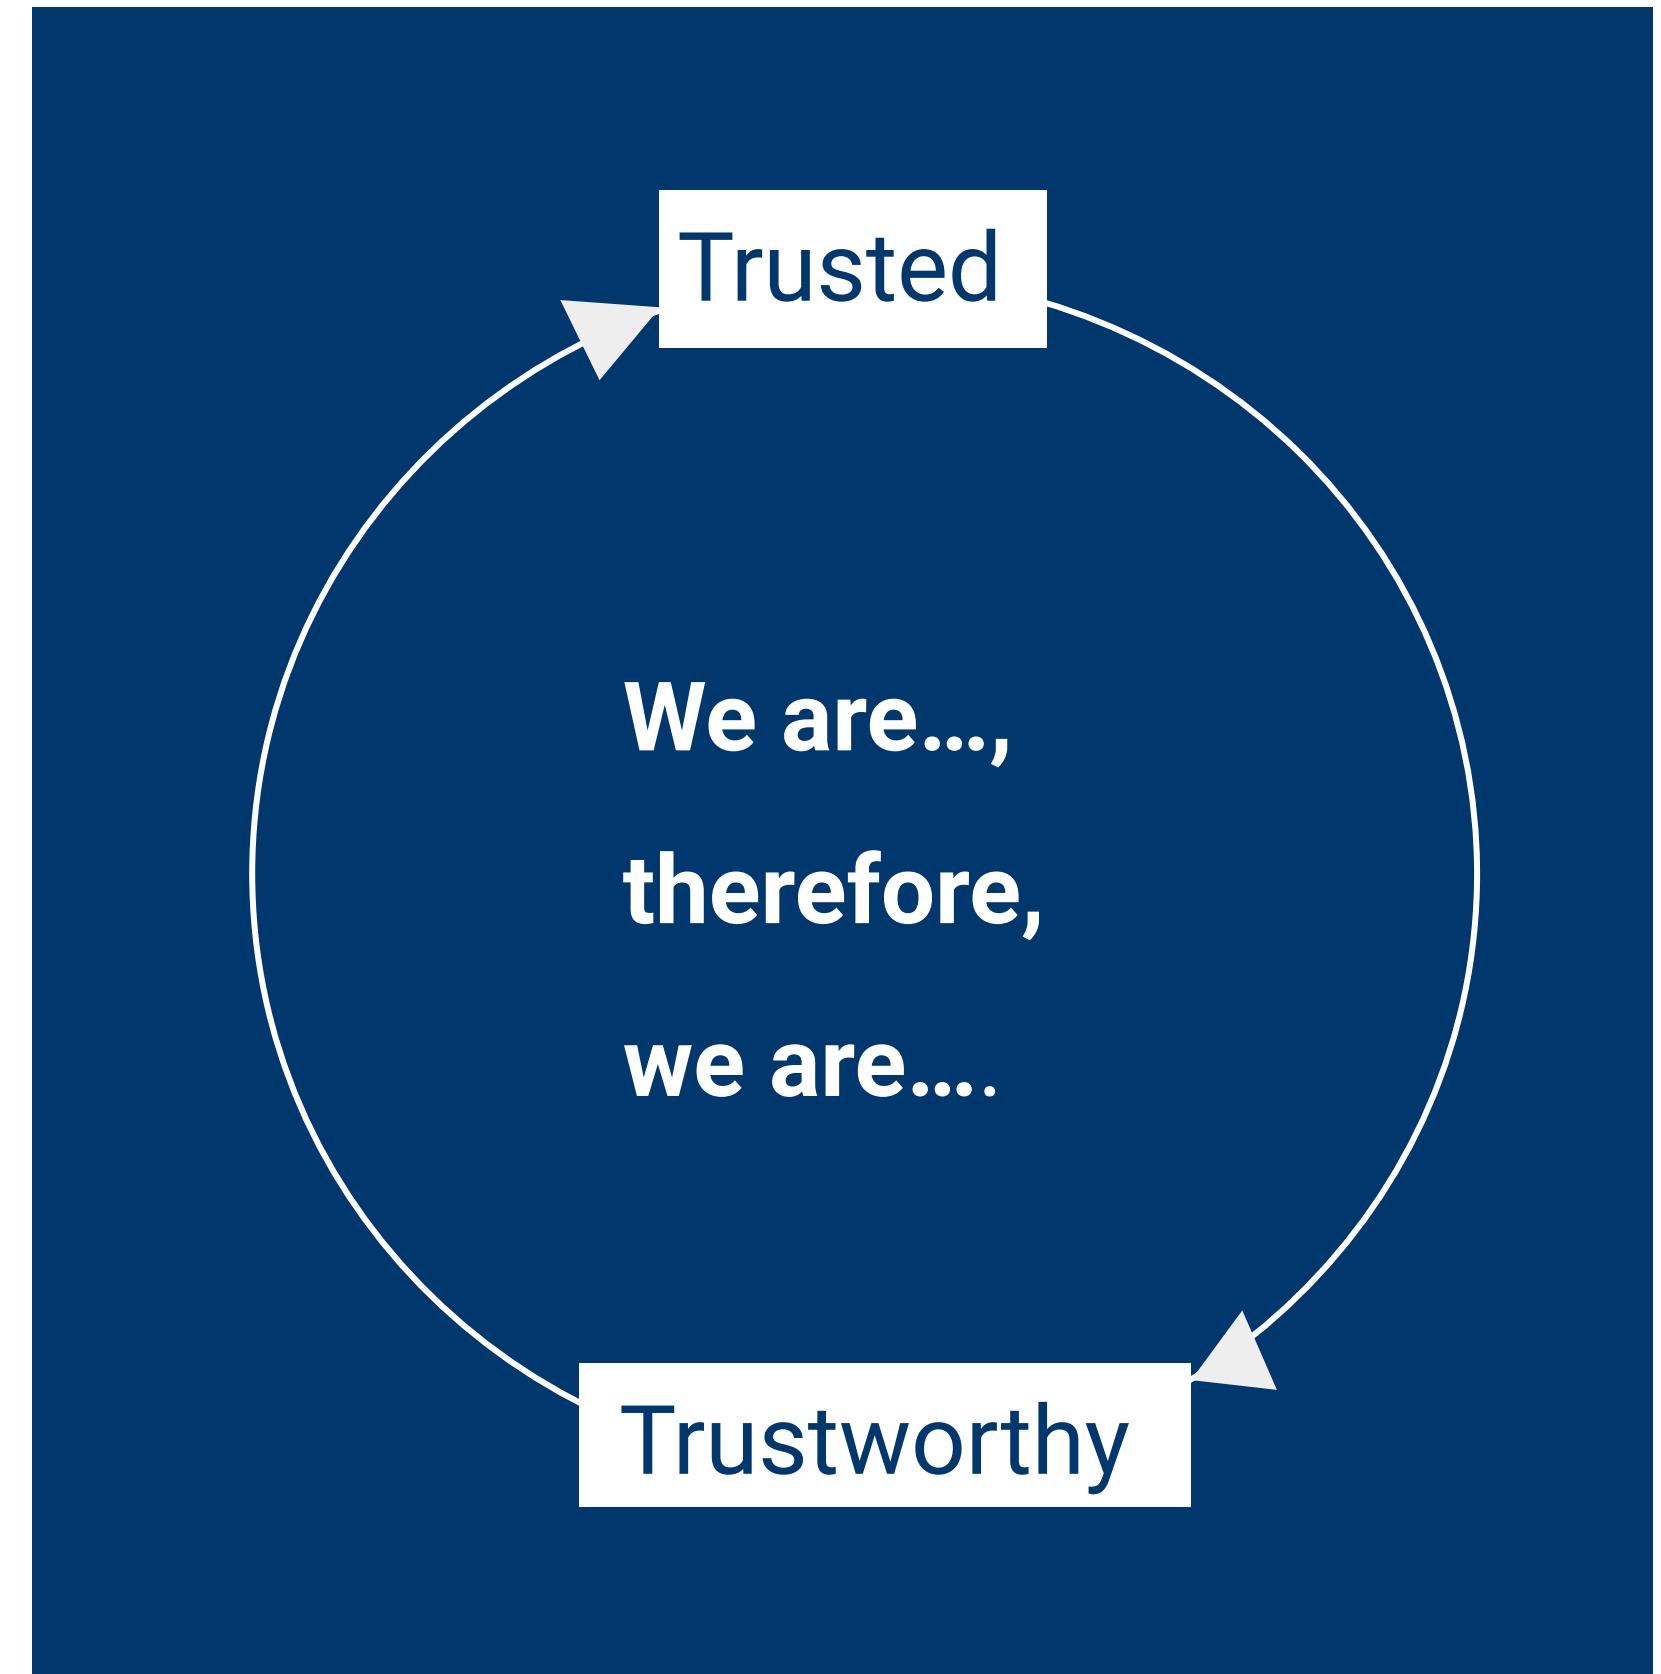 Trusted
We are…,
therefore,
we are….
Trustworthy